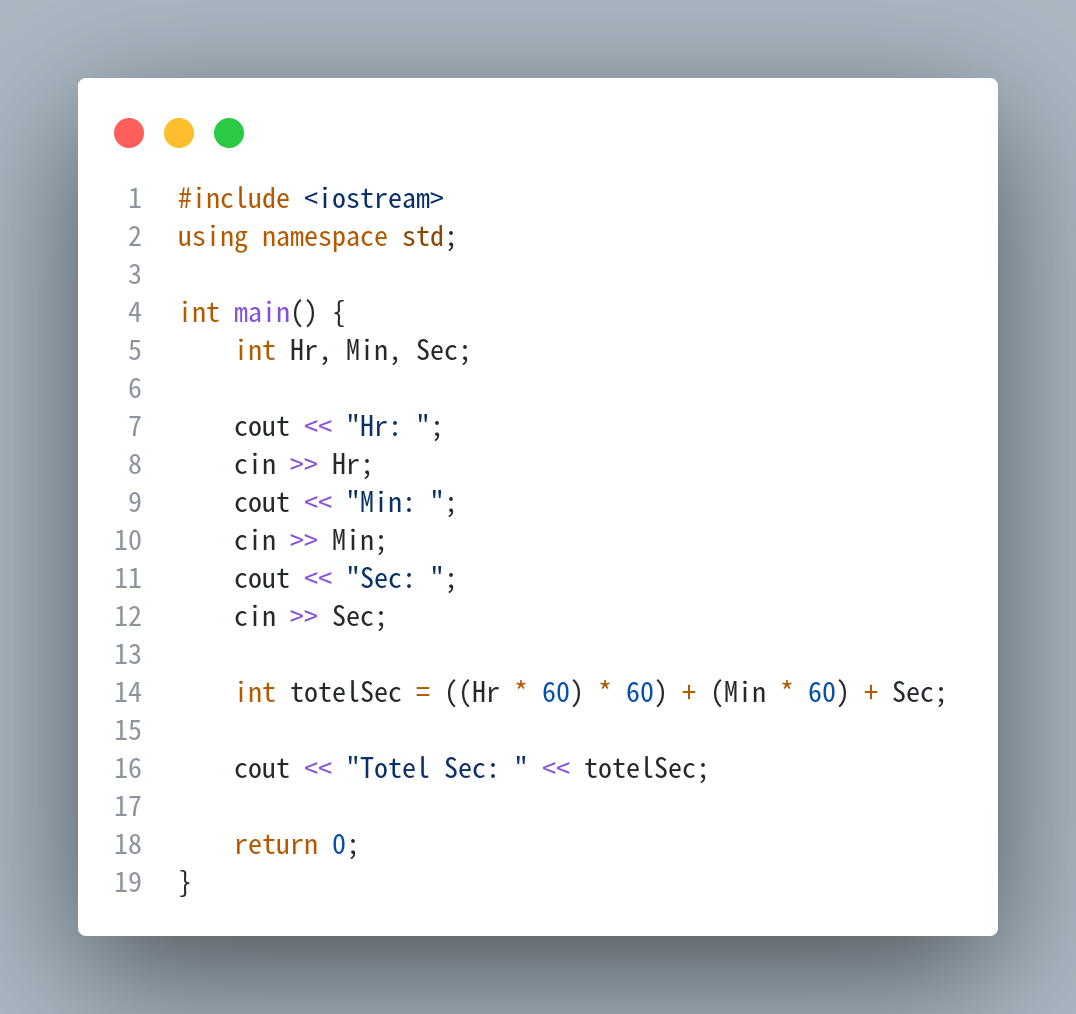 1 #include <iostream>
2 using namespace std;
3
4 int main() {
5     int Hr, Min, Sec;
6
7     cout << "Hr: ";
8     cin >> Hr;
9     cout << "Min: ";
10     cin >> Min;
11     cout << "Sec: ";
12     cin >> Sec;
13
14     int totelSec = ((Hr * 60) * 60) + (Min * 60) + Sec;
15
16     cout << "Totel Sec: " << totelSec;
17
18     return 0;
19 }